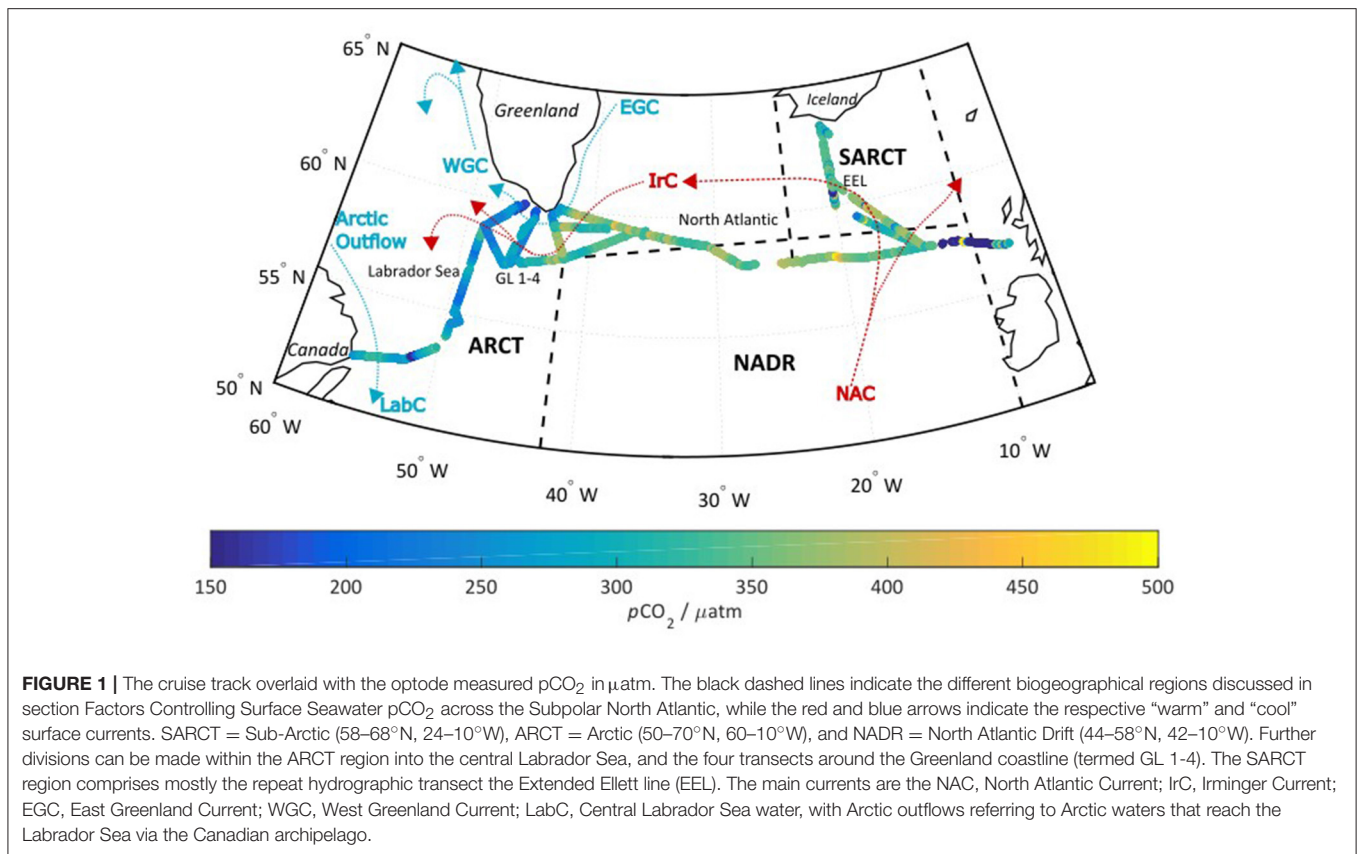 65° N
Greenland
EGC
Iceland
60° N
WGC
IrC
SARCT
EEL
Arctic
Outflow
North Atlantic
Labrador Sea
GL 1-4
55° N
Canada
ARCT
NADR
50° N
LabC
NAC
60° W
50° W
40° W
30° W
20° W
10° W
150 200 250 300 350 400 450 500
pCO₂ / μatm
FIGURE 1 | The cruise track overlaid with the optode measured pCO₂ in μatm. The black dashed lines indicate the different biogeographical regions discussed in
section Factors Controlling Surface Seawater pCO₂ across the Subpolar North Atlantic, while the red and blue arrows indicate the respective “warm” and “cool”
surface currents. SARCT = Sub-Arctic (58–68°N, 24–10°W), ARCT = Arctic (50–70°N, 60–10°W), and NADR = North Atlantic Drift (44–58°N, 42–10°W). Further
divisions can be made within the ARCT region into the central Labrador Sea, and the four transects around the Greenland coastline (termed GL 1-4). The SARCT
region comprises mostly the repeat hydrographic transect the Extended Ellett line (EEL). The main currents are the NAC, North Atlantic Current; IrC, Irminger Current;
EGC, East Greenland Current; WGC, West Greenland Current; LabC, Central Labrador Sea water, with Arctic outflows referring to Arctic waters that reach the
Labrador Sea via the Canadian archipelago.